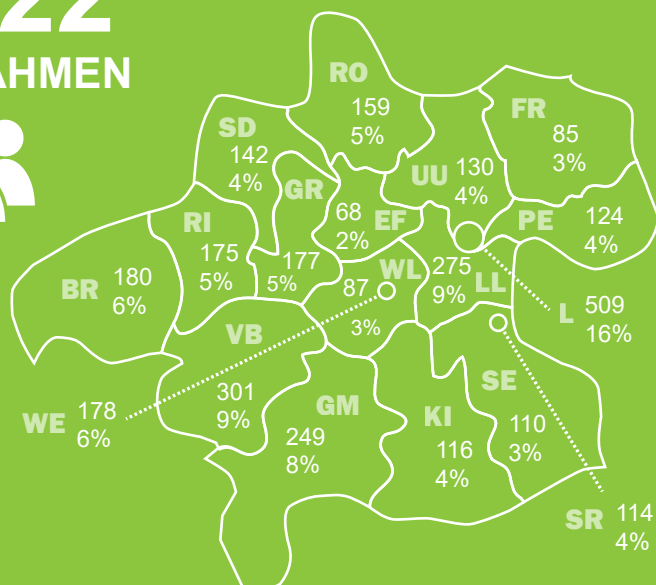 22
AHMEN
RO
159
5%
FR
85
3%
SD
142
4%
UU 130
4%
GR
177
5%
68 EF
2%
PE 124
4%
RI
175
5%
WL
87
3%
275 LL
9%
BR 180
6%
L 509
16%
VB
301
9%
SE
110
3%
GM
249
8%
KI
116
4%
WE 178
6%
SR 114
4%